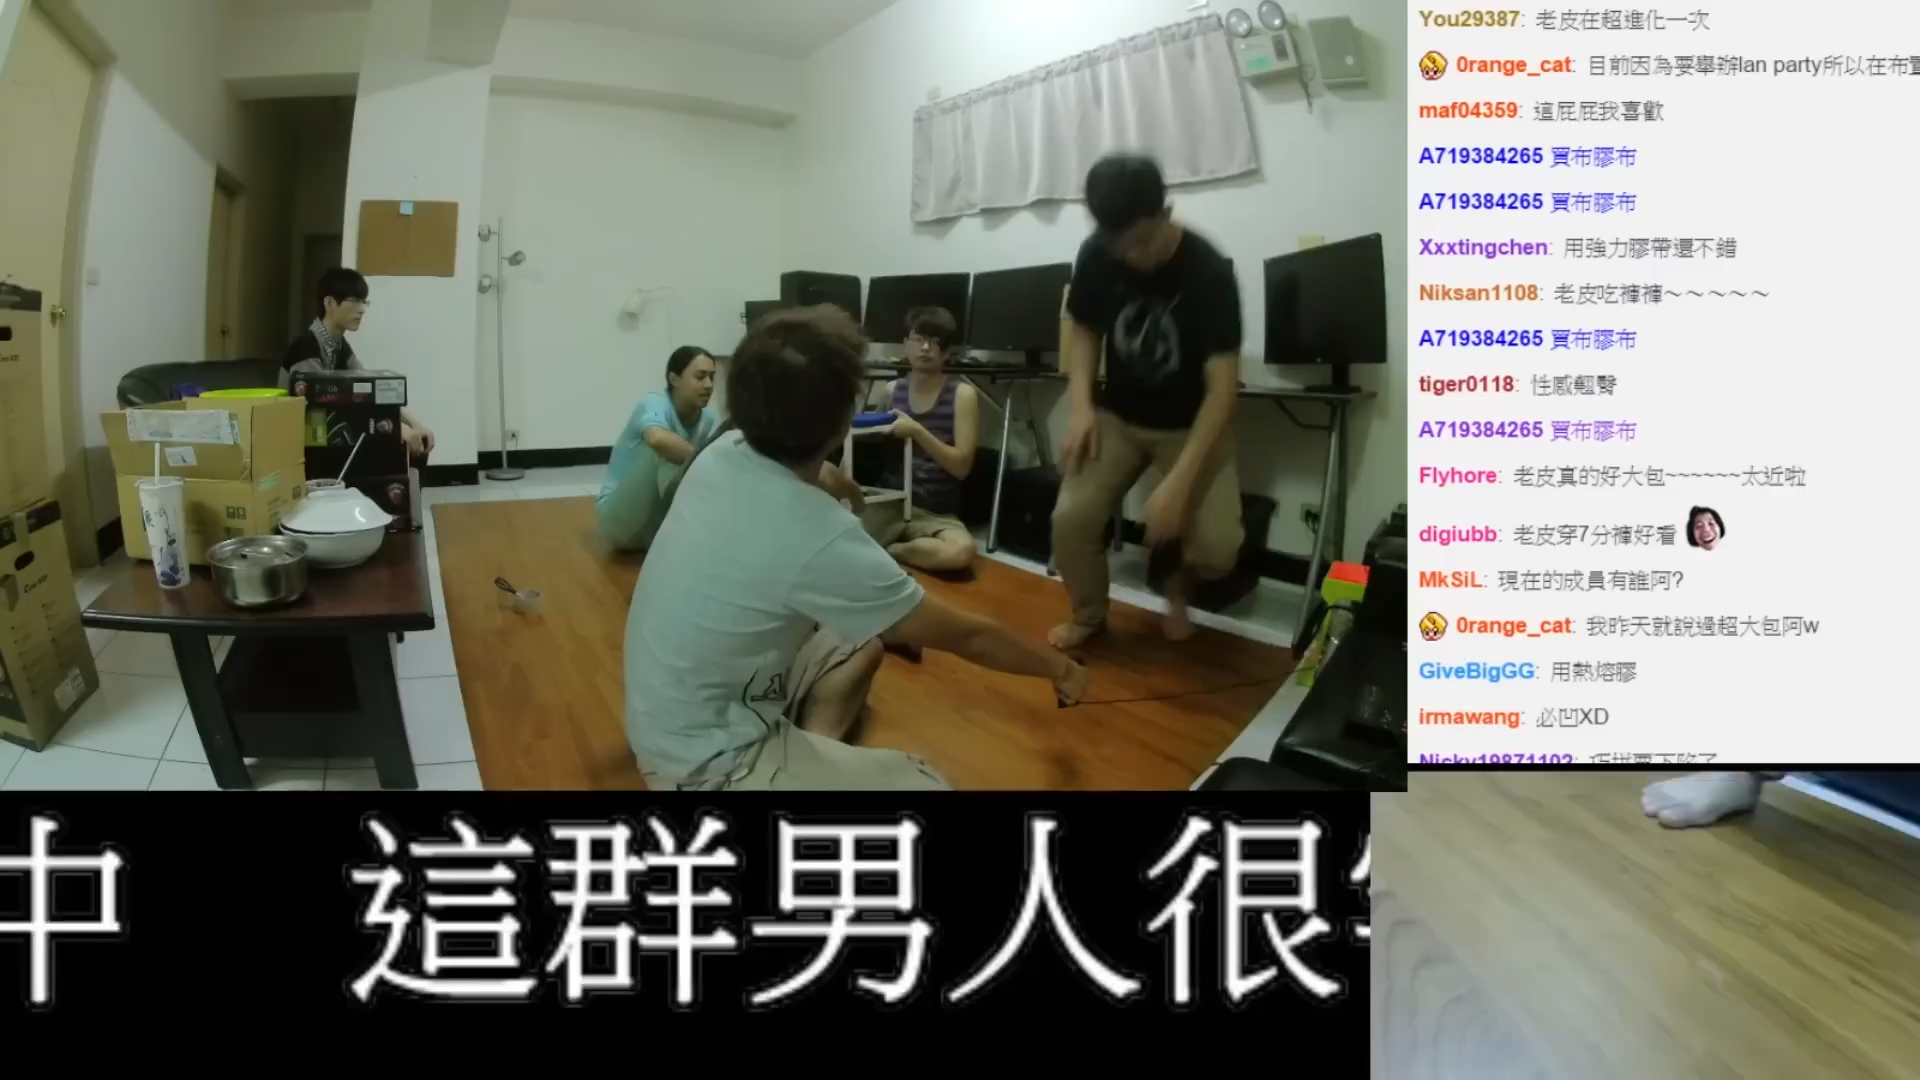 You29387: 老皮在超進化一次
0range_cat: 目前因為要舉辦lan party所以在布置
maf04359: 這屁屁我喜歡
A719384265 買布膠布
A719384265 買布膠布
Xxxtingchen: 用強力膠帶還不錯
Niksan1108: 老皮吃褲褲～～～～～
A719384265 買布膠布
tiger0118: 性感翹臀
A719384265 買布膠布
Flyhore: 老皮真的好大包~~~~~~太近啦
digiubb: 老皮穿7分褲好看
MkSiL: 現在的成員有誰阿?
0range_cat: 我昨天就說過超大包阿w
GiveBigGG: 用熱熔膠
irmawang: 必凹XD
Nicky19871102:
中 這群男人很